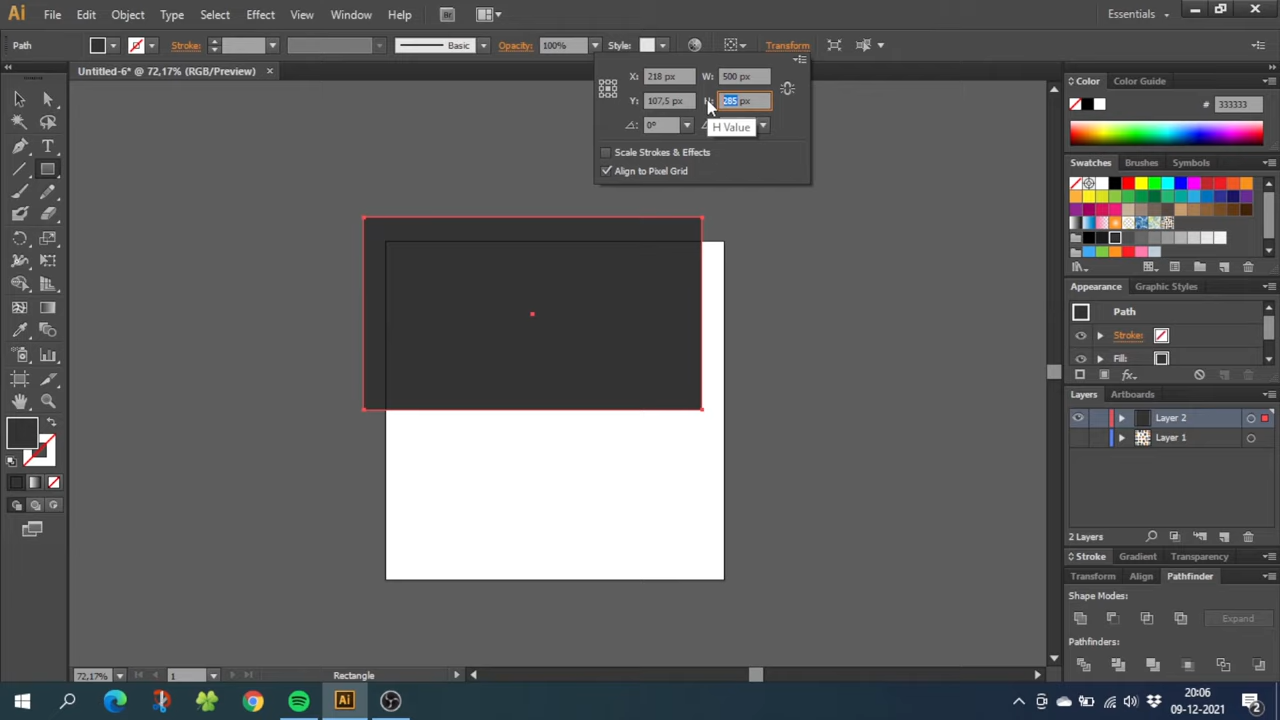 Ai File Edit Object Type Select Effect View Window Help Br Essentials
Path Stroke: Basic Opacity: 100% Style: Transform
Untitled-6* @ 72,17% (RGB/Preview)
X: 218 px W: 500 px
Y: 107,5 px H: 285 px
0°
H Value
Scale Strokes & Effects
Align to Pixel Grid
Color Color Guide
# 333333
Swatches Brushes Symbols
Appearance Graphic Styles
Path
Stroke:
Fill:
Layers Artboards
Layer 2
Layer 1
2 Layers
Stroke Gradient Transparency
Transform Align Pathfinder
Shape Modes:
Expand
Pathfinders:
72,17% 1 Rectangle
Ai
20:06
09-12-2021
2